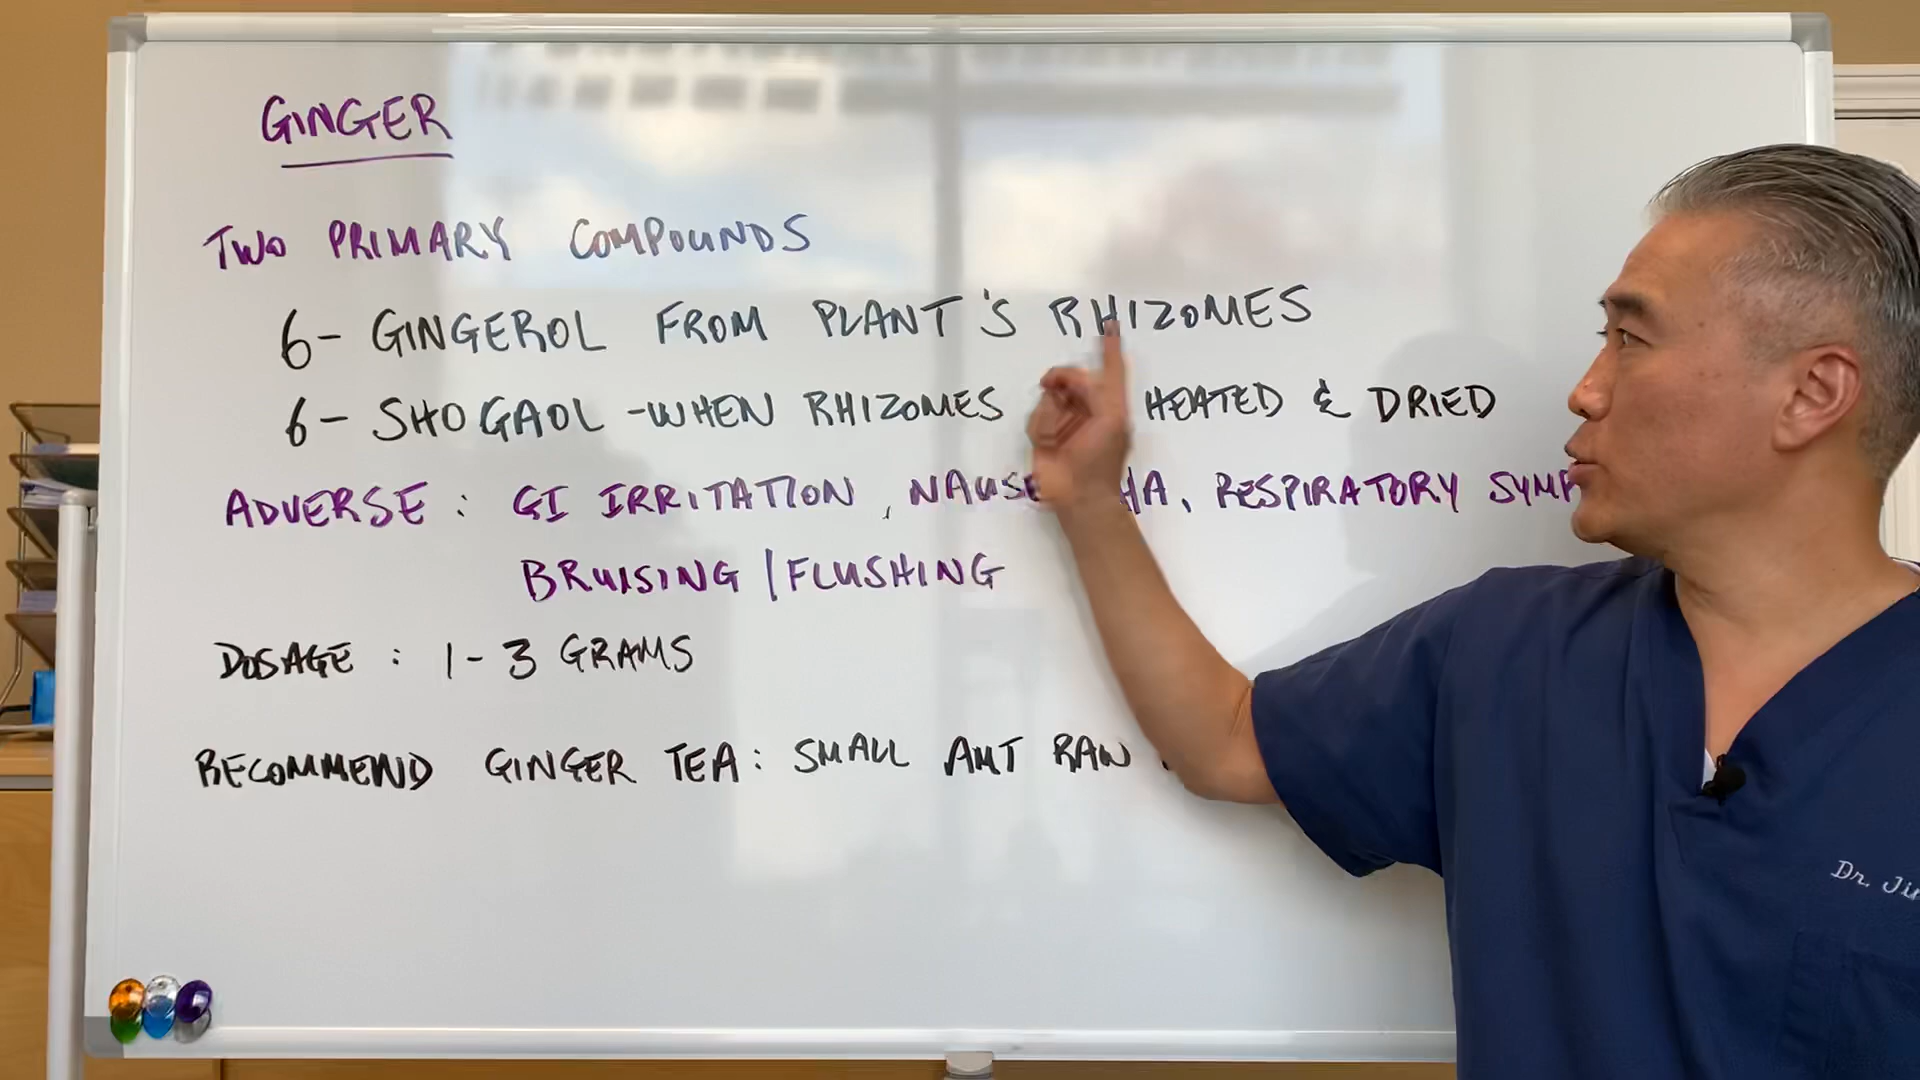 GINGER
TWO PRIMARY COMPOUNDS
6- GINGEROL FROM PLANT'S RHIZOMES
6- SHOGAOL -WHEN RHIZOMES HEATED & DRIED
ADVERSE : GI IRRITATION, HA, RESPIRATORY
BRUISING / FLUSHING
DOSAGE : 1-3 GRAMS
RECOMMEND GINGER TEA: SMALL AMT RAW
Dr.